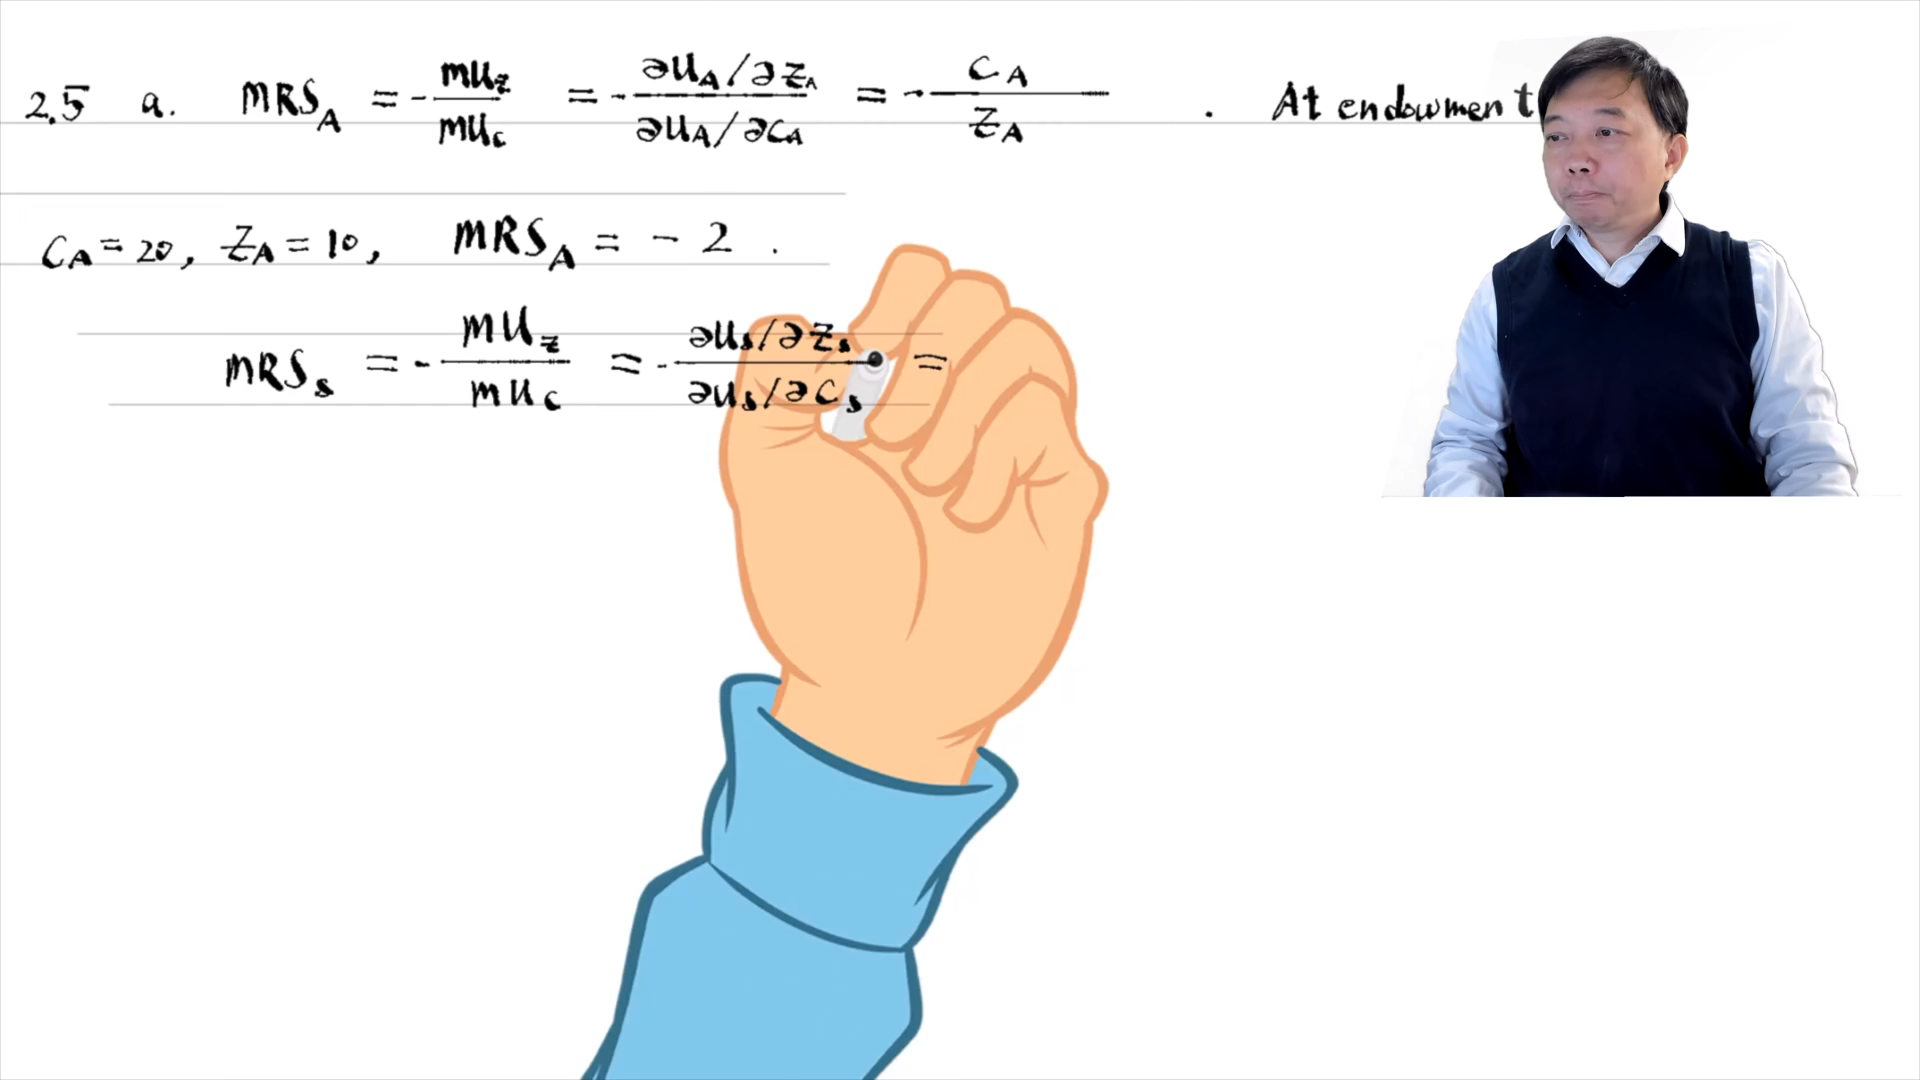 2.5 a. MRS_A = - MU_z / MU_c = - ∂U_A/∂Z_A / ∂U_A/∂C_A = - C_A / Z_A . At endowment
C_A = 20, Z_A = 10, MRS_A = - 2 .
MRS_s = - MU_z / MU_c = - ∂U_s/∂Z_s / ∂U_s/∂C_s =